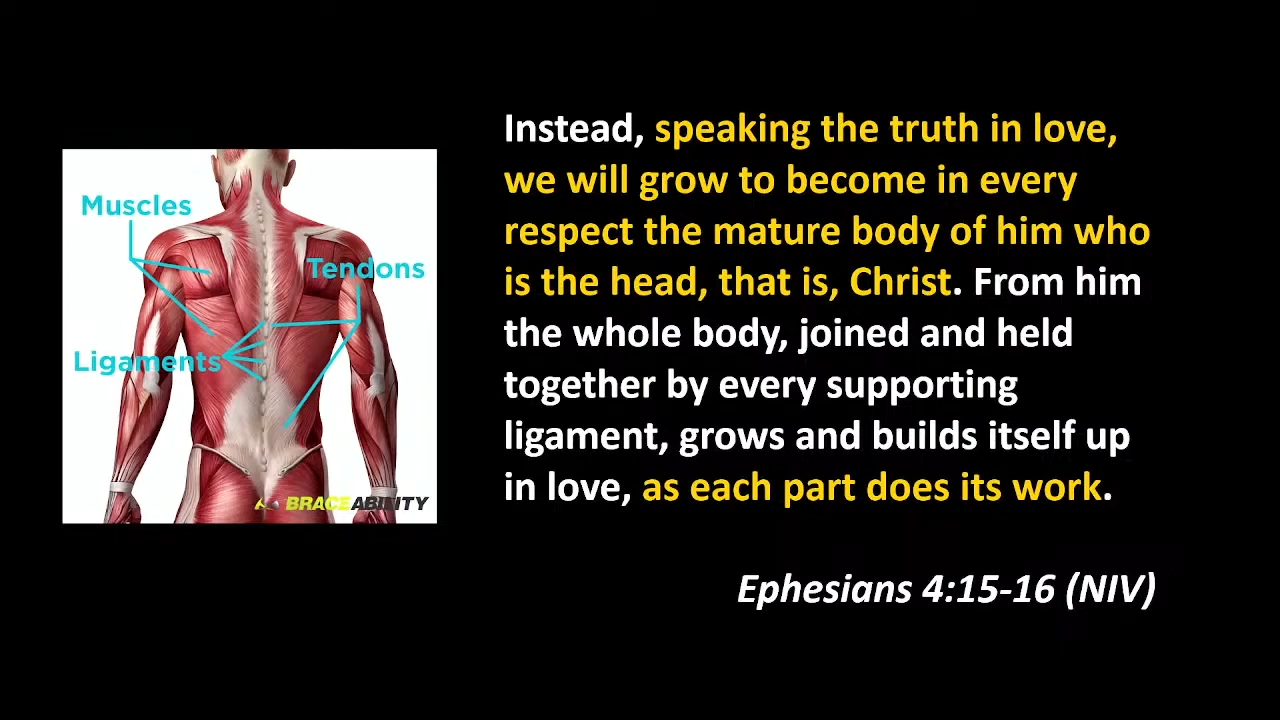 Muscles
Tendons
Ligaments
BRACEABILITY
Instead, speaking the truth in love,
we will grow to become in every
respect the mature body of him who
is the head, that is, Christ. From him
the whole body, joined and held
together by every supporting
ligament, grows and builds itself up
in love, as each part does its work.
Ephesians 4:15-16 (NIV)